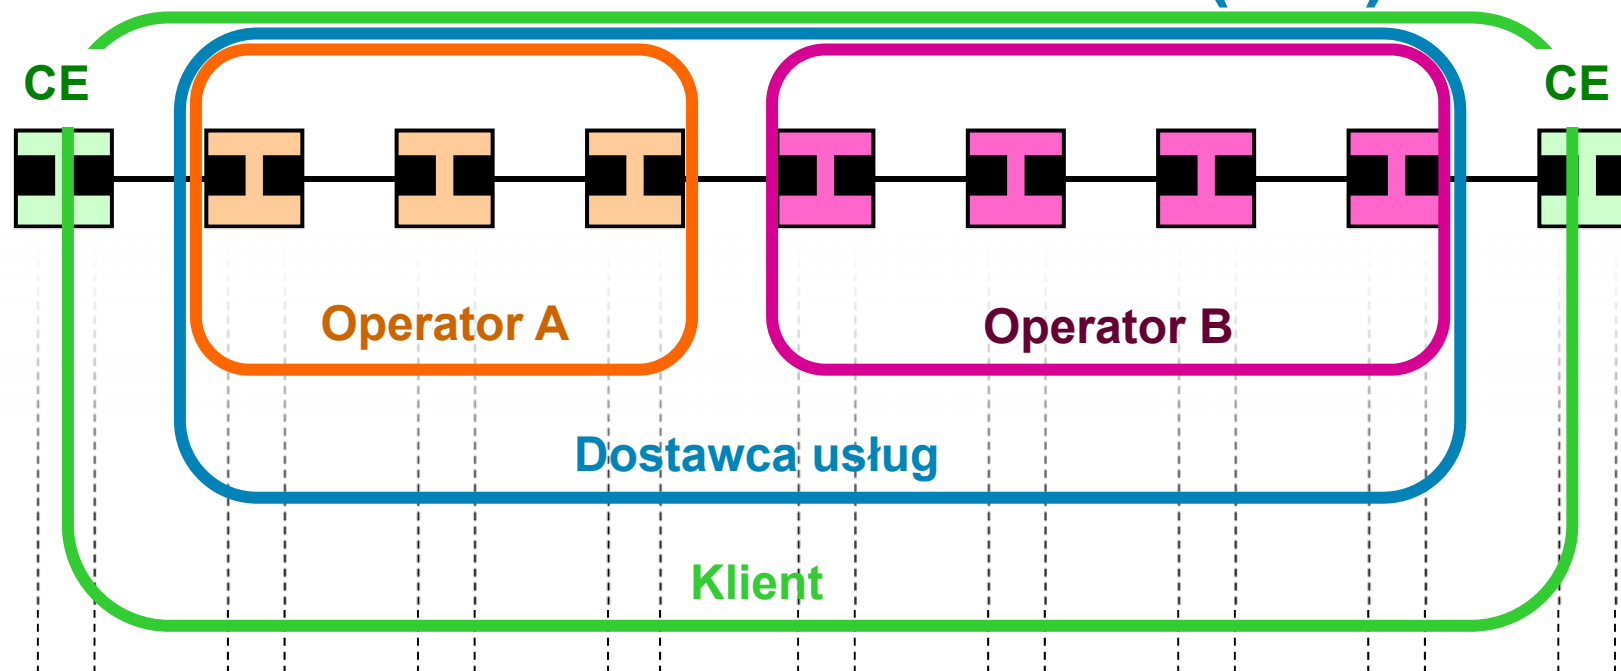 CE
CE
Operator A
Operator B
Dostawca usług
Klient